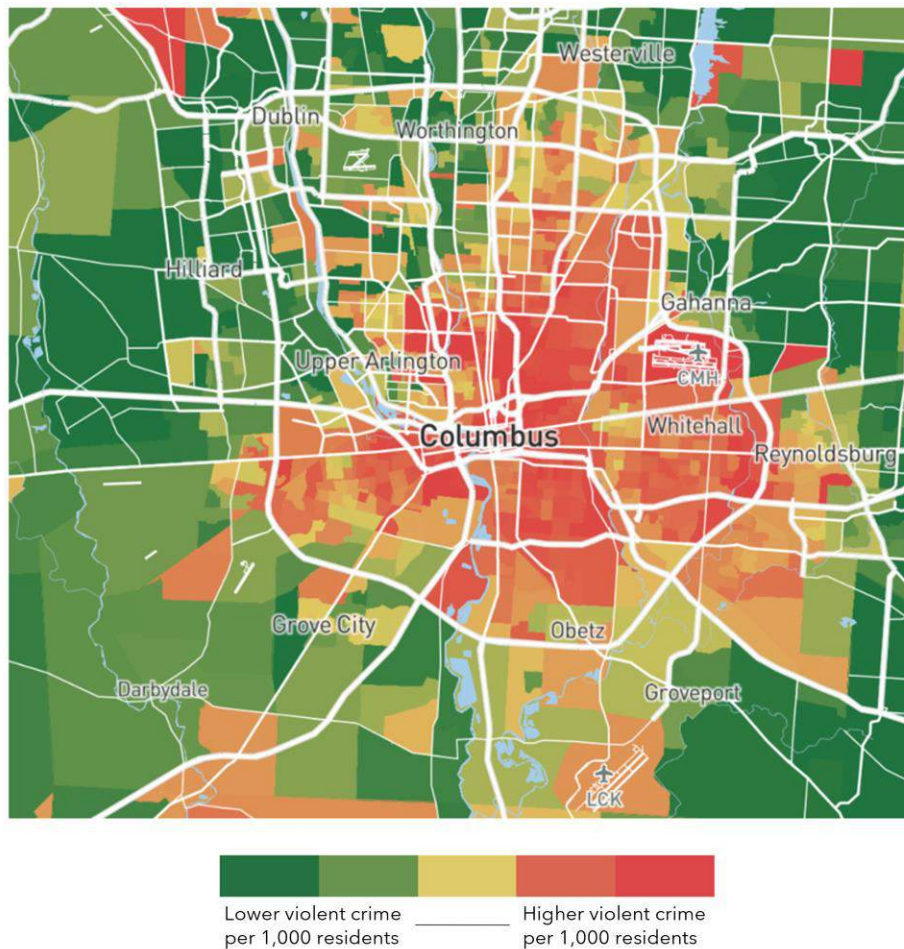 Westerville
Dublin
Worthington
Hilliard
Gahanna
Upper Arlington
CMH
Columbus
Whitehall
Reynoldsburg
Grove City
Obetz
Darbydale
Groveport
LCK
Lower violent crime
per 1,000 residents
Higher violent crime
per 1,000 residents